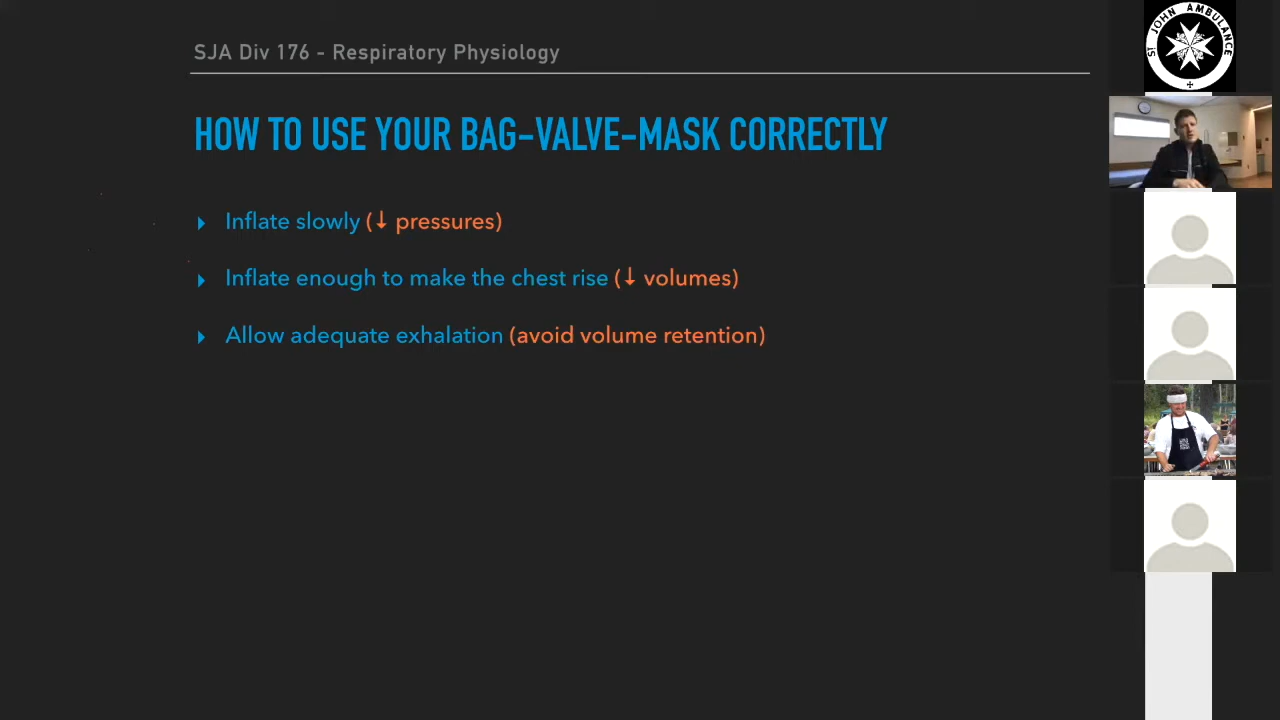 SJA Div 176 - Respiratory Physiology
HOW TO USE YOUR BAG-VALVE-MASK CORRECTLY
Inflate slowly (↓ pressures)
Inflate enough to make the chest rise (↓ volumes)
Allow adequate exhalation (avoid volume retention)
ST JOHN AMBULANCE